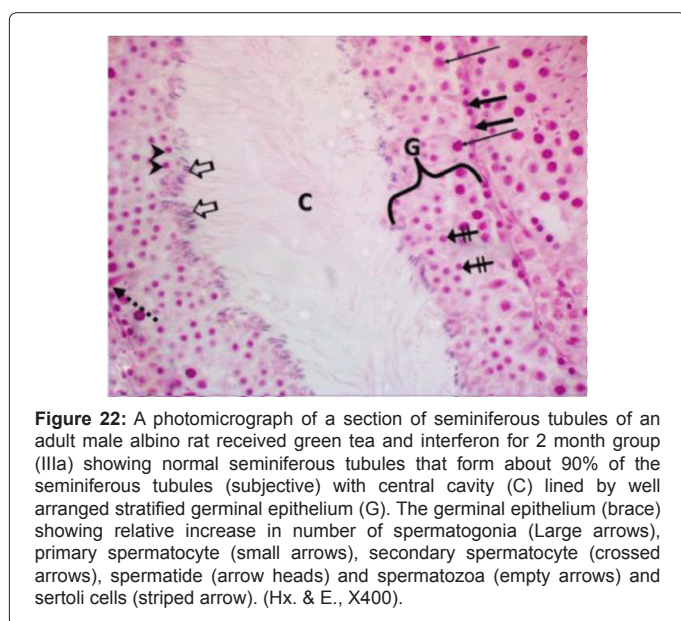 G
C
Figure 22: A photomicrograph of a section of seminiferous tubules of an
adult male albino rat received green tea and interferon for 2 month group
(IIIa) showing normal seminiferous tubules that form about 90% of the
seminiferous tubules (subjective) with central cavity (C) lined by well
arranged stratified germinal epithelium (G). The germinal epithelium (brace)
showing relative increase in number of spermatogonia (Large arrows),
primary spermatocyte (small arrows), secondary spermatocyte (crossed
arrows), spermatide (arrow heads) and spermatozoa (empty arrows) and
sertoli cells (striped arrow). (Hx. & E., X400).